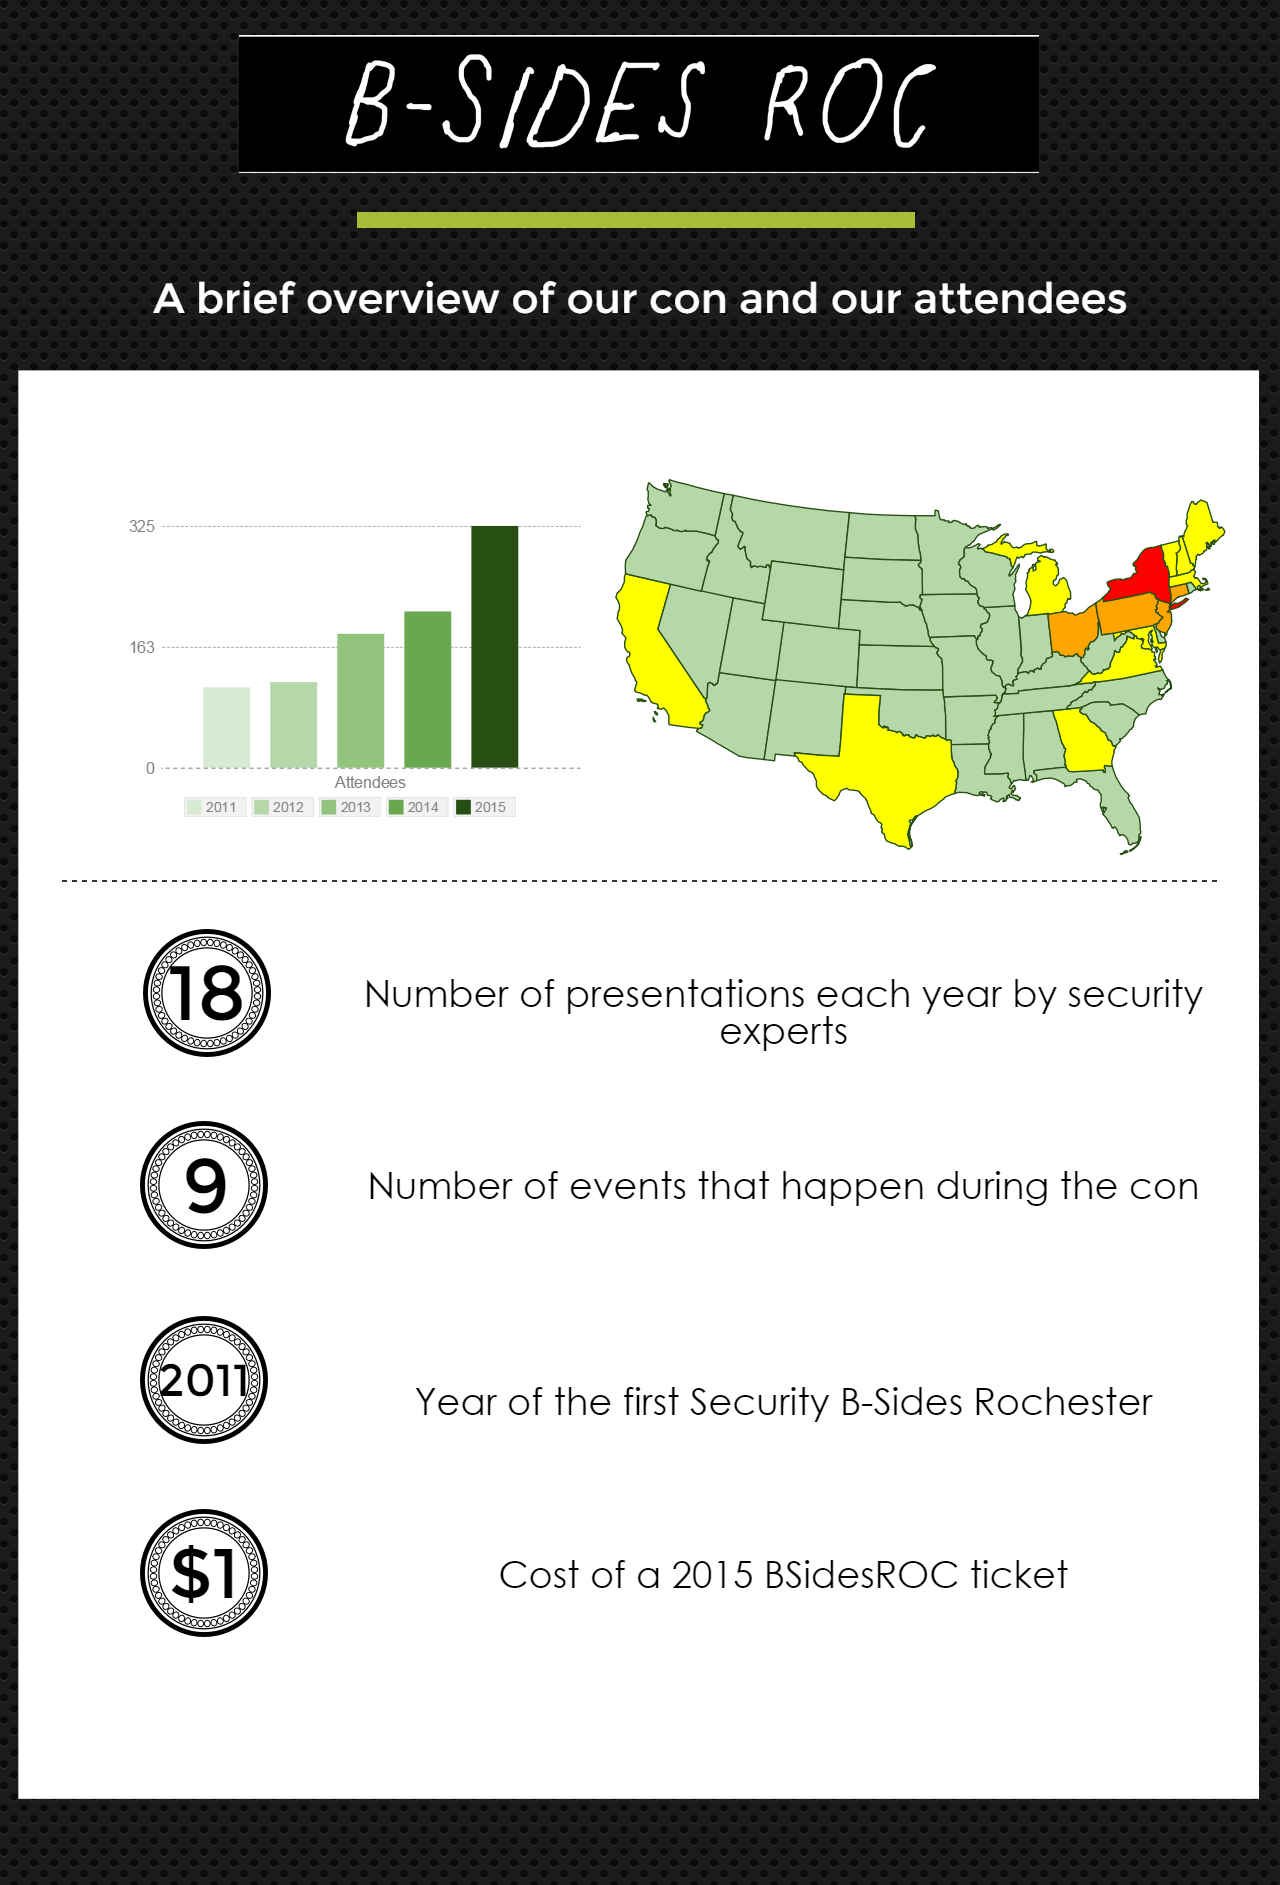 B-SIDES ROC
A brief overview of our con and our attendees
325
163
0
Attendees
2011 2012 2013 2014 2015
18
Number of presentations each year by security
experts
9
Number of events that happen during the con
2011
Year of the first Security B-Sides Rochester
$1
Cost of a 2015 BSidesROC ticket